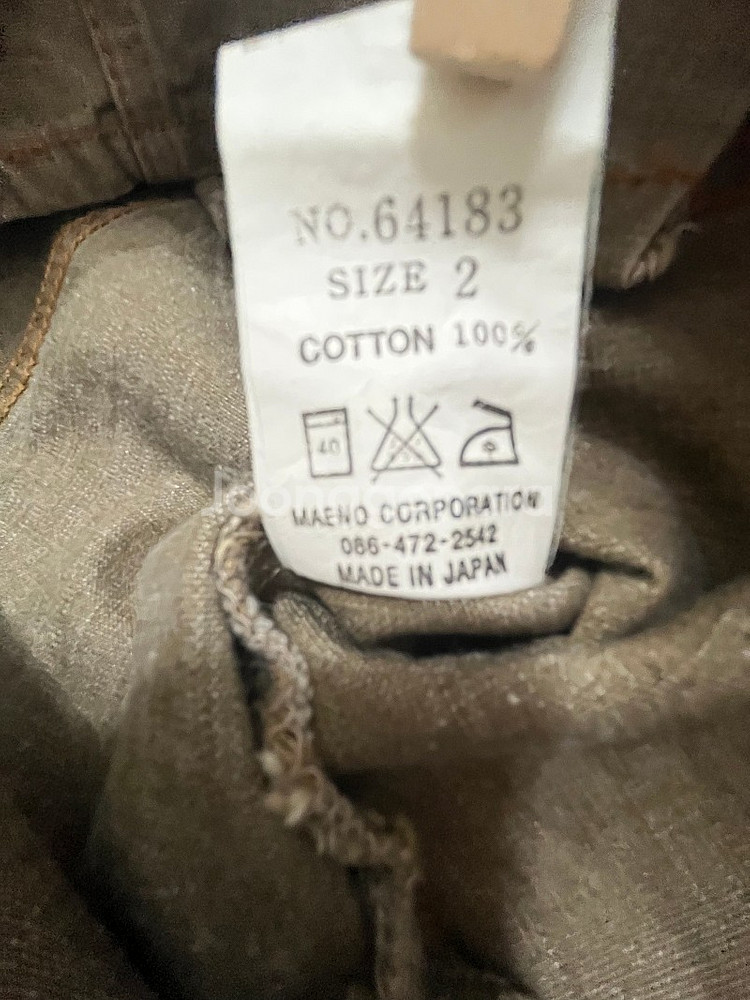 NO.64183
SIZE 2
COTTON 100%
40
MAENO CORPORATION
086-472-2542
MADE IN JAPAN